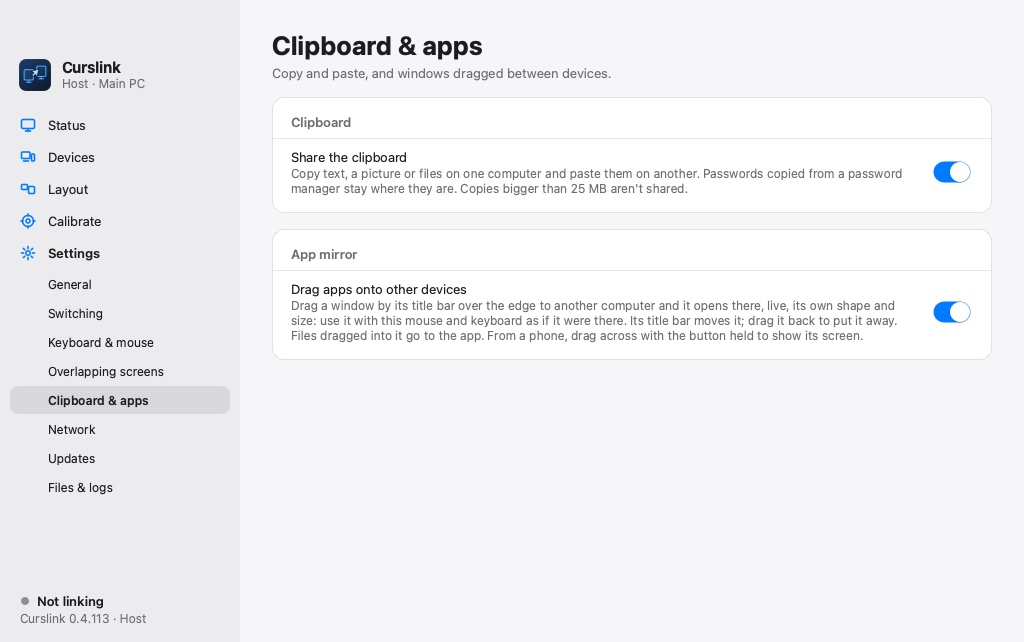 Curslink
Host · Main PC
Status
Devices
Layout
Calibrate
Settings
General
Switching
Keyboard & mouse
Overlapping screens
Clipboard & apps
Network
Updates
Files & logs
Not linking
Curslink 0.4.113 · Host
Clipboard & apps
Copy and paste, and windows dragged between devices.
Clipboard
Share the clipboard
Copy text, a picture or files on one computer and paste them on another. Passwords copied from a password
manager stay where they are. Copies bigger than 25 MB aren't shared.
App mirror
Drag apps onto other devices
Drag a window by its title bar over the edge to another computer and it opens there, live, its own shape and
size: use it with this mouse and keyboard as if it were there. Its title bar moves it; drag it back to put it away.
Files dragged into it go to the app. From a phone, drag across with the button held to show its screen.